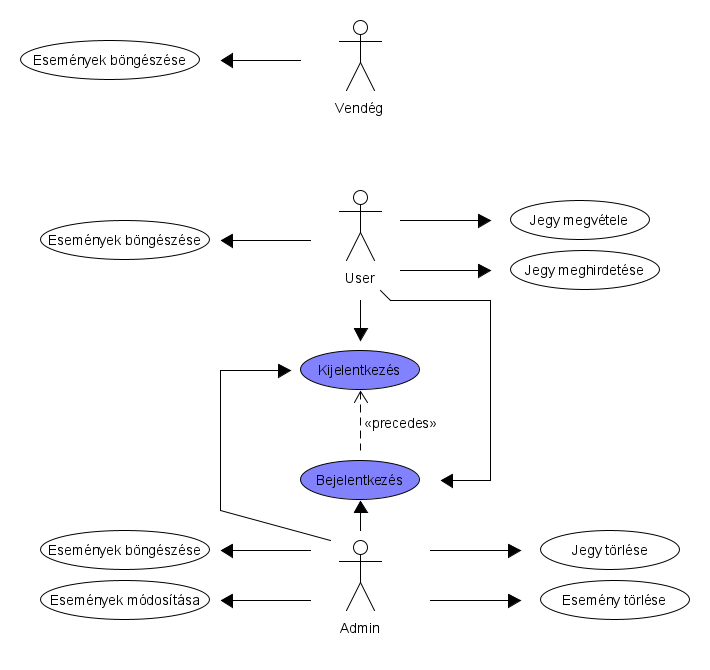 Események böngészése
Vendég
Események böngészése
Jegy megvétele
Jegy meghirdetése
User
Kijelentkezés
«precedes»
Bejelentkezés
Események böngészése
Jegy törlése
Események módosítása
Esemény törlése
Admin